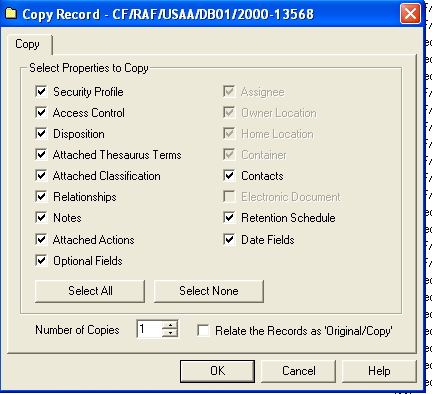 Copy Record - CF/RAF/USAA/DB01/2000-13568
Copy
Select Properties to Copy
Security Profile
Assignee
Access Control
Owner Location
Disposition
Home Location
Attached Thesaurus Terms
Container
Attached Classification
Contacts
Relationships
Electronic Document
Notes
Retention Schedule
Attached Actions
Date Fields
Optional Fields
Select All
Select None
Number of Copies
1
Relate the Records as 'Original/Copy'
OK
Cancel
Help